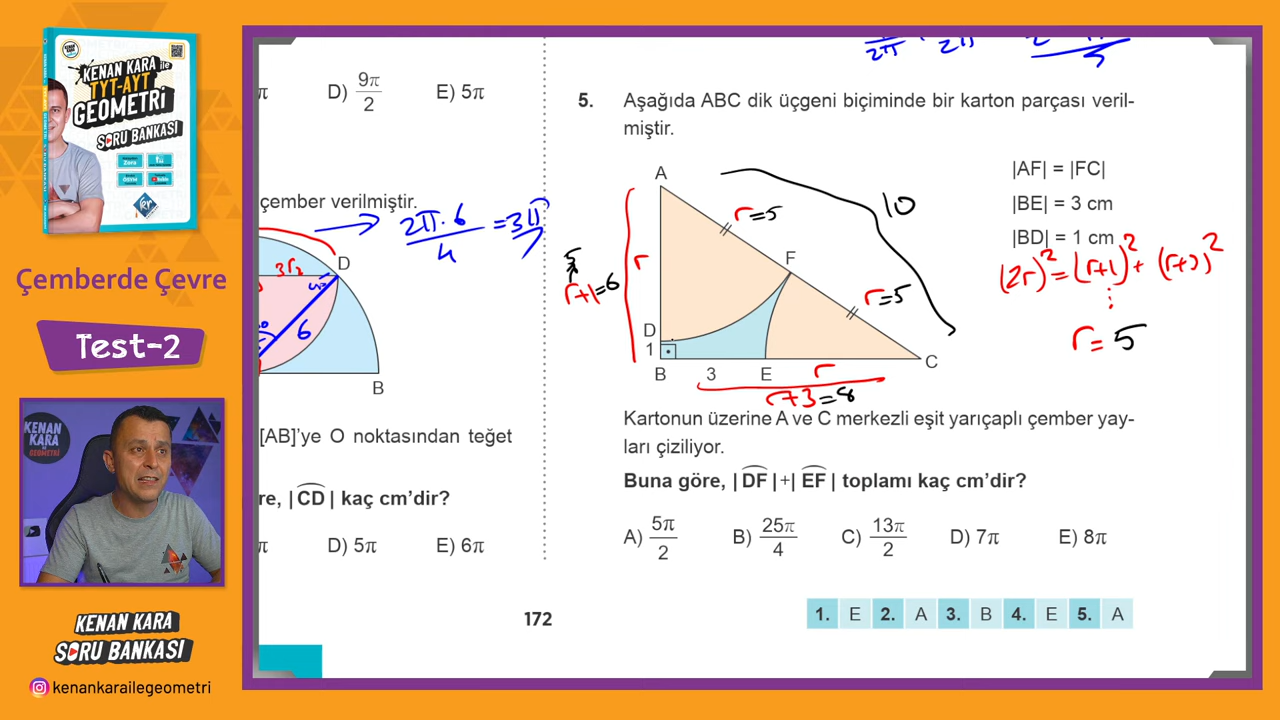 KENAN KARA ile
TYT-AYT
GEOMETRİ
SORU BANKASI
Çemberde Çevre
Test-2
KENAN
KARA
ile
GEOMETRİ
KENAN KARA
SORU BANKASI
kenankarailegeometri
π D) 9π/2 E) 5π
çember verilmiştir.
2π·6/4 = 3π
3√2
D
6
B
[AB]'ye O noktasından teğet
re, |CD| kaç cm'dir?
π D) 5π E) 6π
172
5. Aşağıda ABC dik üçgeni biçiminde bir karton parçası veril-
miştir.
|AF| = |FC|
|BE| = 3 cm
|BD| = 1 cm
(2r)² = (r+1)² + (r+3)²
r = 5
A
r=5
10
F
r=5
5
r+1=6
r
D
1
B 3 E r C
r+3=8
Kartonun üzerine A ve C merkezli eşit yarıçaplı çember yay-
ları çiziliyor.
Buna göre, |DF|+|EF| toplamı kaç cm'dir?
A) 5π/2 B) 25π/4 C) 13π/2 D) 7π E) 8π
1. E 2. A 3. B 4. E 5. A